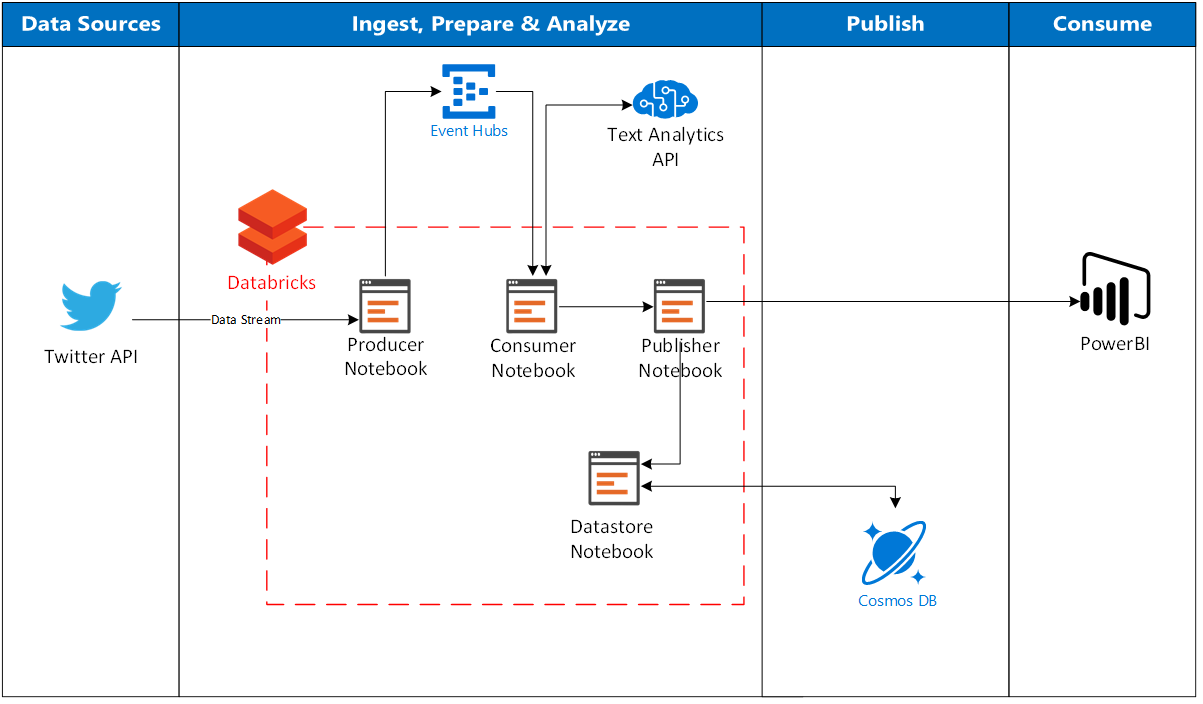 Data Sources
Ingest, Prepare & Analyze
Publish
Consume
Event Hubs
Text Analytics
API
Databricks
Data Stream
Twitter API
Producer
Notebook
Consumer
Notebook
Publisher
Notebook
PowerBI
Datastore
Notebook
Cosmos DB